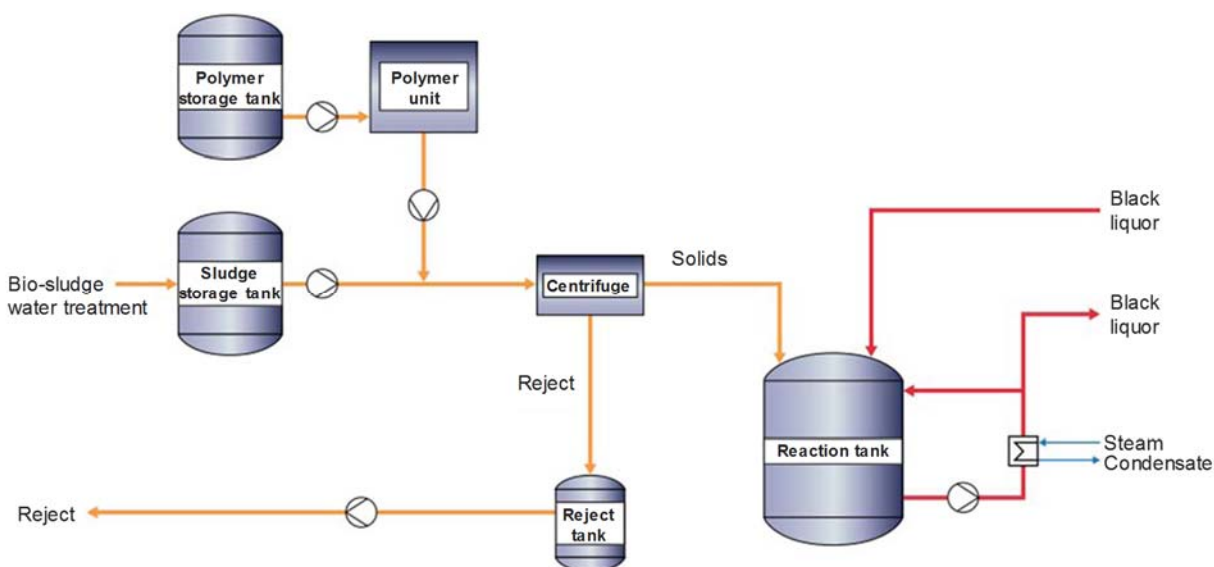 Polymer
storage tank
Polymer
unit
Bio-sludge
water treatment
Sludge
storage tank
Centrifuge
Solids
Black
liquor
Black
liquor
Reject
Reaction tank
Steam
Condensate
Reject
Reject
tank